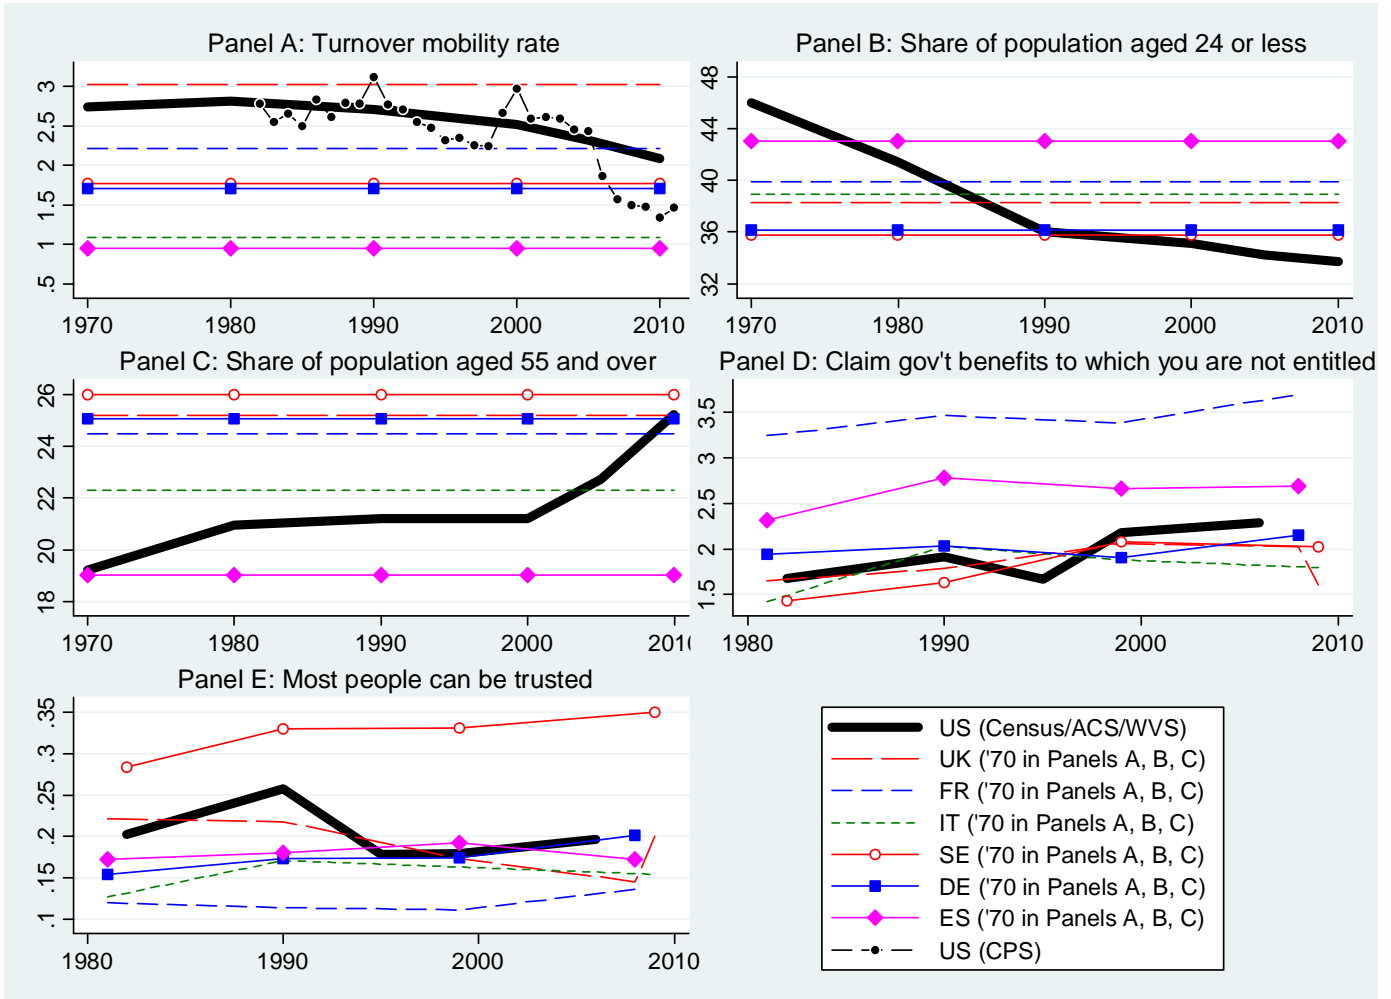 Panel A: Turnover mobility rate
3
2.5
2
1.5
1
.5
1970 1980 1990 2000 2010
Panel B: Share of population aged 24 or less
48
44
40
36
32
1970 1980 1990 2000 2010
Panel C: Share of population aged 55 and over
26
24
22
20
18
1970 1980 1990 2000 2010
Panel D: Claim gov't benefits to which you are not entitled
3.5
3
2.5
2
1.5
1980 1990 2000 2010
Panel E: Most people can be trusted
.35
.3
.25
.2
.15
.1
1980 1990 2000 2010
US (Census/ACS/WVS)
UK ('70 in Panels A, B, C)
FR ('70 in Panels A, B, C)
IT ('70 in Panels A, B, C)
SE ('70 in Panels A, B, C)
DE ('70 in Panels A, B, C)
ES ('70 in Panels A, B, C)
US (CPS)